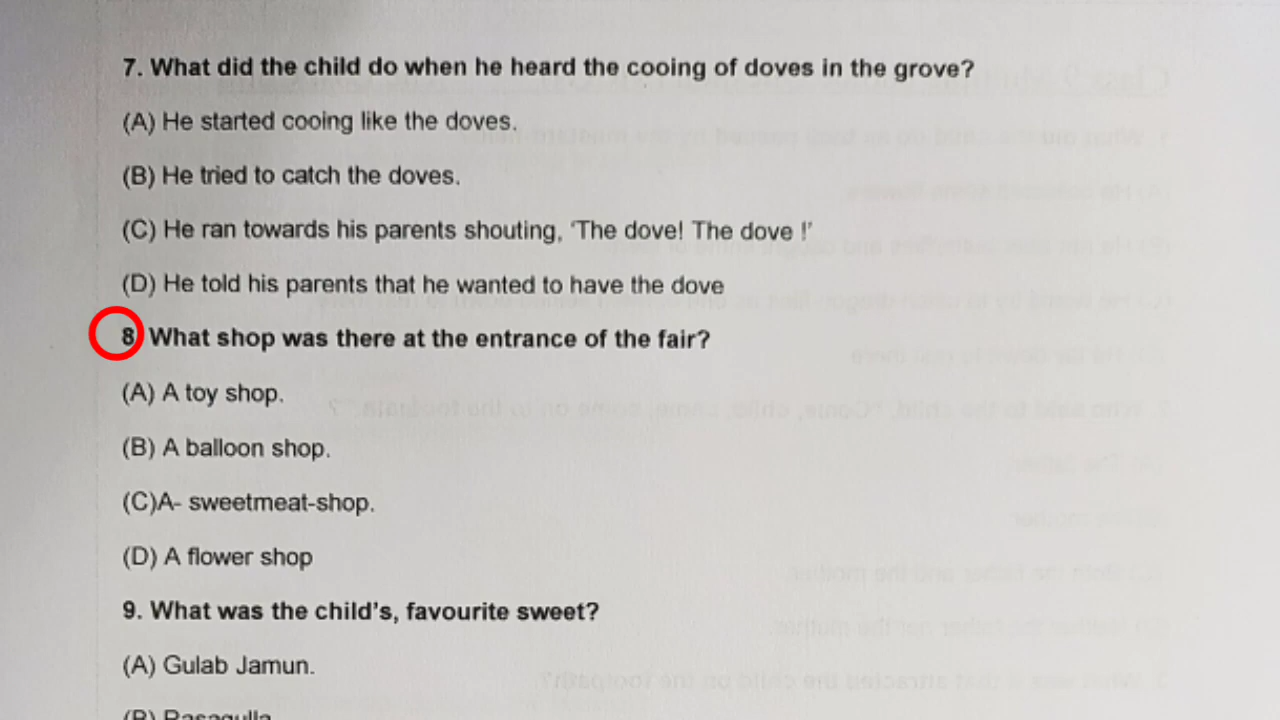 7. What did the child do when he heard the cooing of doves in the grove?
(A) He started cooing like the doves.
(B) He tried to catch the doves.
(C) He ran towards his parents shouting, ‘The dove! The dove !’
(D) He told his parents that he wanted to have the dove
8. What shop was there at the entrance of the fair?
(A) A toy shop.
(B) A balloon shop.
(C)A- sweetmeat-shop.
(D) A flower shop
9. What was the child’s, favourite sweet?
(A) Gulab Jamun.
(B) Rasagulla